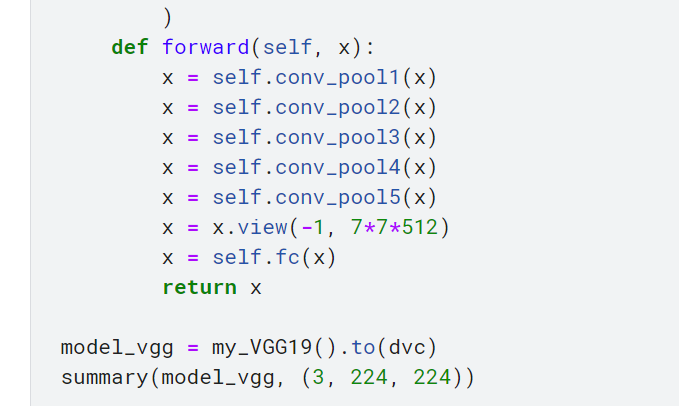 )
def forward(self, x):
x = self.conv_pool1(x)
x = self.conv_pool2(x)
x = self.conv_pool3(x)
x = self.conv_pool4(x)
x = self.conv_pool5(x)
x = x.view(-1, 7*7*512)
x = self.fc(x)
return x
model_vgg = my_VGG19().to(dvc)
summary(model_vgg, (3, 224, 224))